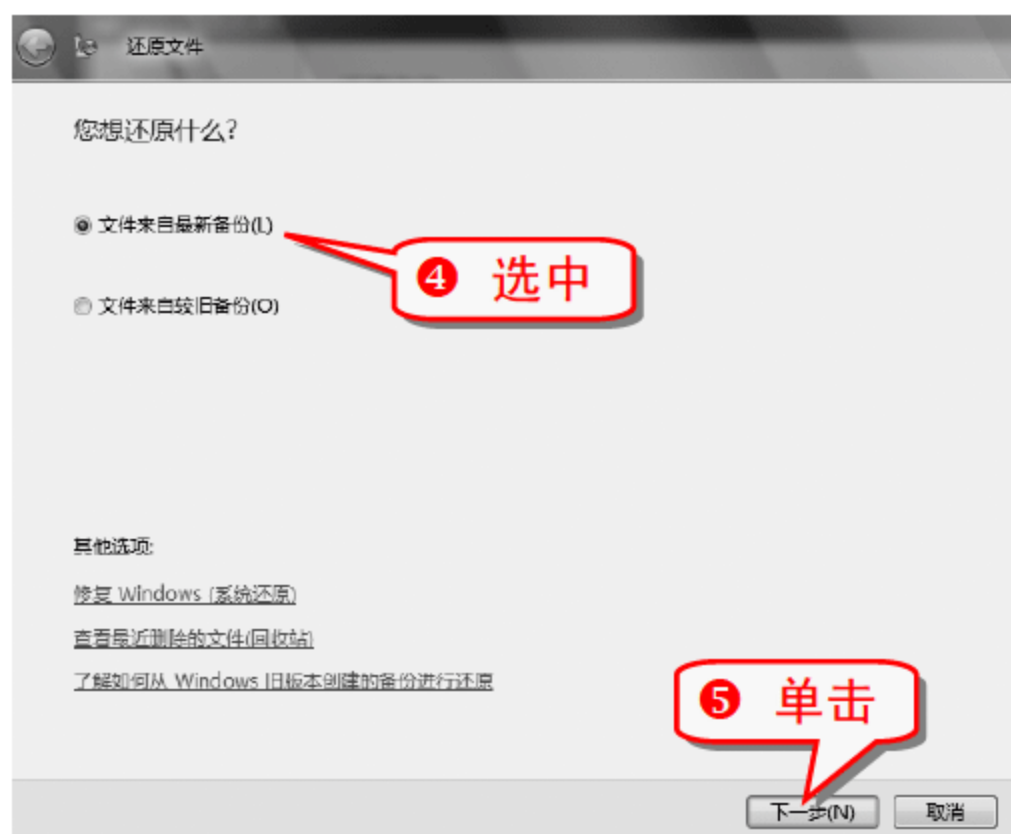 还原文件
您想还原什么?
文件来自最新备份(L)
❹ 选中
文件来自较旧备份(O)
其他选项:
修复 Windows (系统还原)
查看最近删除的文件(回收站)
了解如何从 Windows 旧版本创建的备份进行还原
❺ 单击
下一步(N) 取消